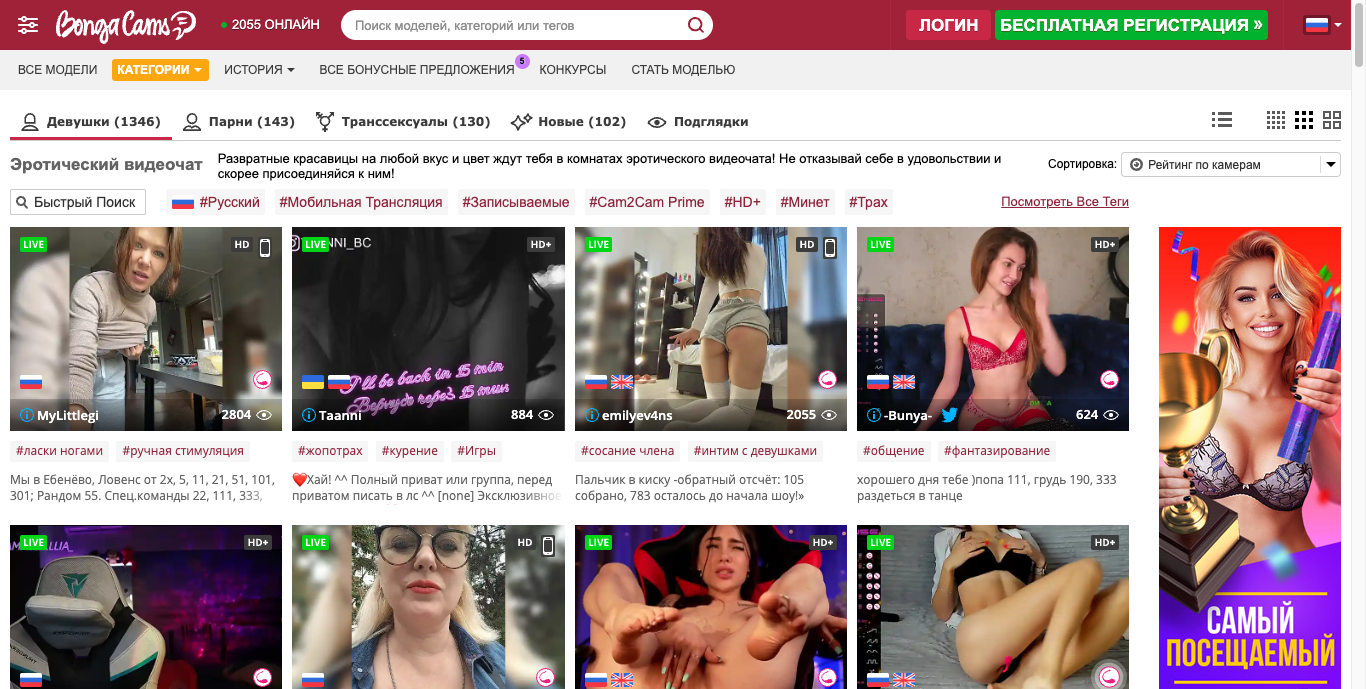 BongaCams
2055 ОНЛАЙН
Поиск моделей, категорий или тегов
ЛОГИН
БЕСПЛАТНАЯ РЕГИСТРАЦИЯ »
ВСЕ МОДЕЛИ
КАТЕГОРИИ
ИСТОРИЯ
ВСЕ БОНУСНЫЕ ПРЕДЛОЖЕНИЯ
5
КОНКУРСЫ
СТАТЬ МОДЕЛЬЮ
Девушки (1346)
Парни (143)
Транссексуалы (130)
Новые (102)
Подглядки
Эротический видеочат
Развратные красавицы на любой вкус и цвет ждут тебя в комнатах эротического видеочата! Не отказывай себе в удовольствии и
скорее присоединяйся к ним!
Сортировка:
Рейтинг по камерам
Быстрый Поиск
#Русский
#Мобильная Трансляция
#Записываемые
#Cam2Cam Prime
#HD+
#Минет
#Трах
Посмотреть Все Теги
LIVE
HD
MyLittlegi
2804
#ласки ногами
#ручная стимуляция
Мы в Ебенёво, Ловенс от 2х, 5, 11, 21, 51, 101,
301; Рандом 55. Спец.команды 22, 111, 333,
LIVE
NNI_BC
HD+
I'll be back in 15 min
Вернусь через 15 минут
Taanni
884
#жопотрах
#курение
#Игры
❤️Хай! ^^ Полный приват или группа, перед
приватом писать в лс ^^ [none] Эксклюзивное
LIVE
HD
emilyev4ns
2055
#сосание члена
#интим с девушками
Пальчик в киску -обратный отсчёт: 105
собрано, 783 осталось до начала шоу!»
LIVE
HD+
-Bunya-
624
#общение
#фантазирование
хорошего дня тебе )попа 111, грудь 190, 333
раздеться в танце
LIVE
HD+
LIVE
HD
LIVE
HD+
LIVE
HD+
САМЫЙ
ПОСЕЩАЕМЫЙ